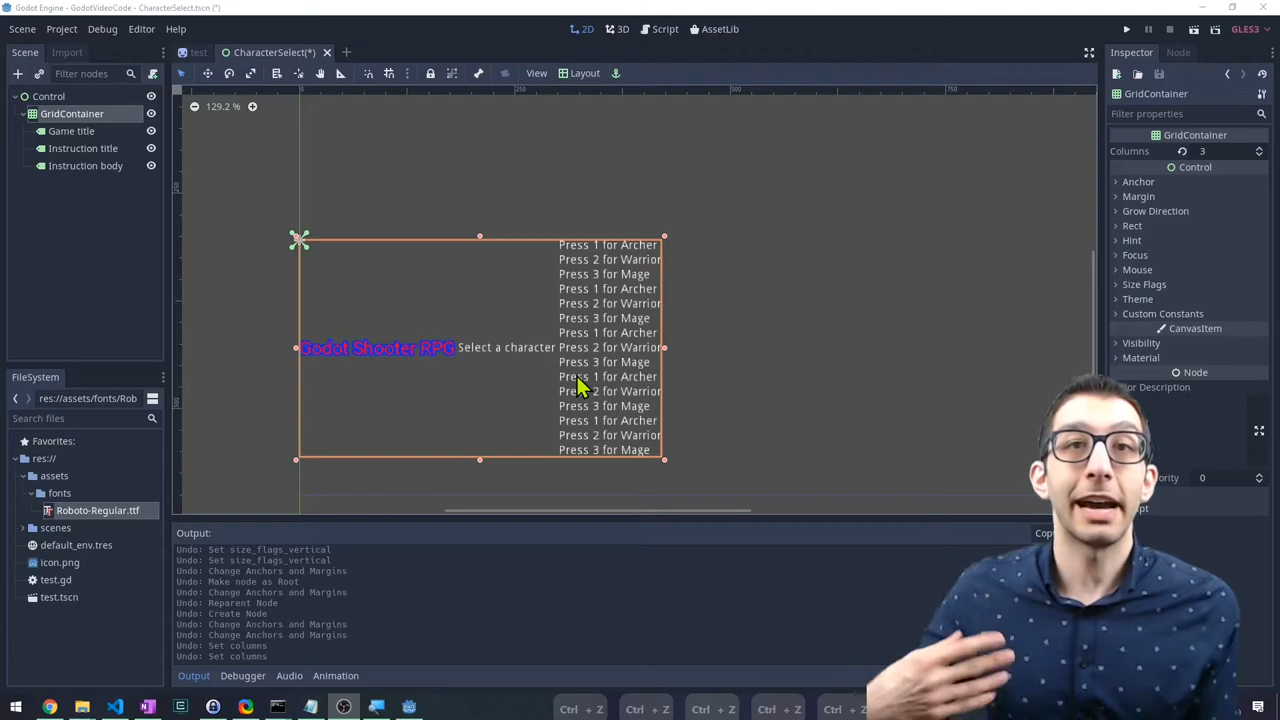 Godot Engine - GodotVideoCode - CharacterSelect.tscn (*)
Scene Project Debug Editor Help
2D 3D Script AssetLib
GLES3
Scene Import
test CharacterSelect(*)
Inspector Node
Filter nodes
View Layout
GridContainer
129.2 %
0 250 500 750
250
500
Control
GridContainer
Game title
Instruction title
Instruction body
Filter properties
GridContainer
Columns 3
Control
Anchor
Margin
Grow Direction
Rect
Hint
Focus
Mouse
Size Flags
Theme
Custom Constants
CanvasItem
Visibility
Material
Node
Description
0
Press 1 for Archer
Press 2 for Warrior
Press 3 for Mage
Press 1 for Archer
Press 2 for Warrior
Press 3 for Mage
Press 1 for Archer
Godot Shooter RPG Select a character Press 2 for Warrior
Press 3 for Mage
Press 1 for Archer
Press 2 for Warrior
Press 3 for Mage
Press 1 for Archer
Press 2 for Warrior
Press 3 for Mage
FileSystem
res://assets/fonts/Rob
Search files
Favorites:
res://
assets
fonts
Roboto-Regular.ttf
scenes
default_env.tres
icon.png
test.gd
test.tscn
Output:
Undo: Set size_flags_vertical
Undo: Set size_flags_vertical
Undo: Change Anchors and Margins
Undo: Make node as Root
Undo: Change Anchors and Margins
Undo: Reparent Node
Undo: Create Node
Undo: Change Anchors and Margins
Undo: Change Anchors and Margins
Undo: Set columns
Undo: Set columns
Output Debugger Audio Animation
Ctrl + Z Ctrl + Z Ctrl + Z Ctrl + Z Ctrl +